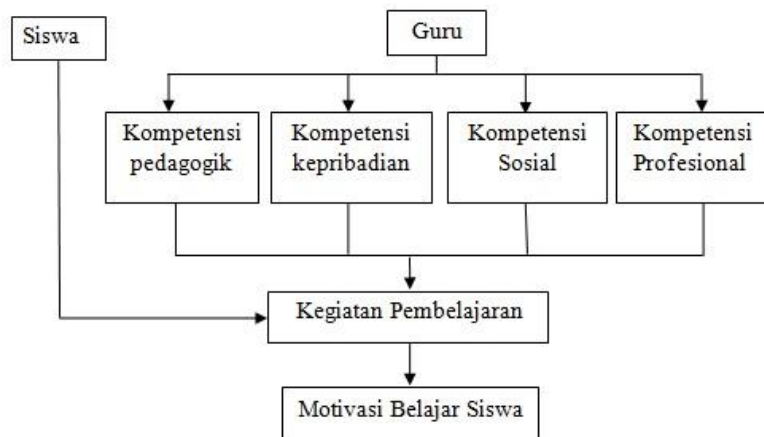 Siswa
Guru
Kompetensi
pedagogik
Kompetensi
kepribadian
Kompetensi
Sosial
Kompetensi
Profesional
Kegiatan Pembelajaran
Motivasi Belajar Siswa